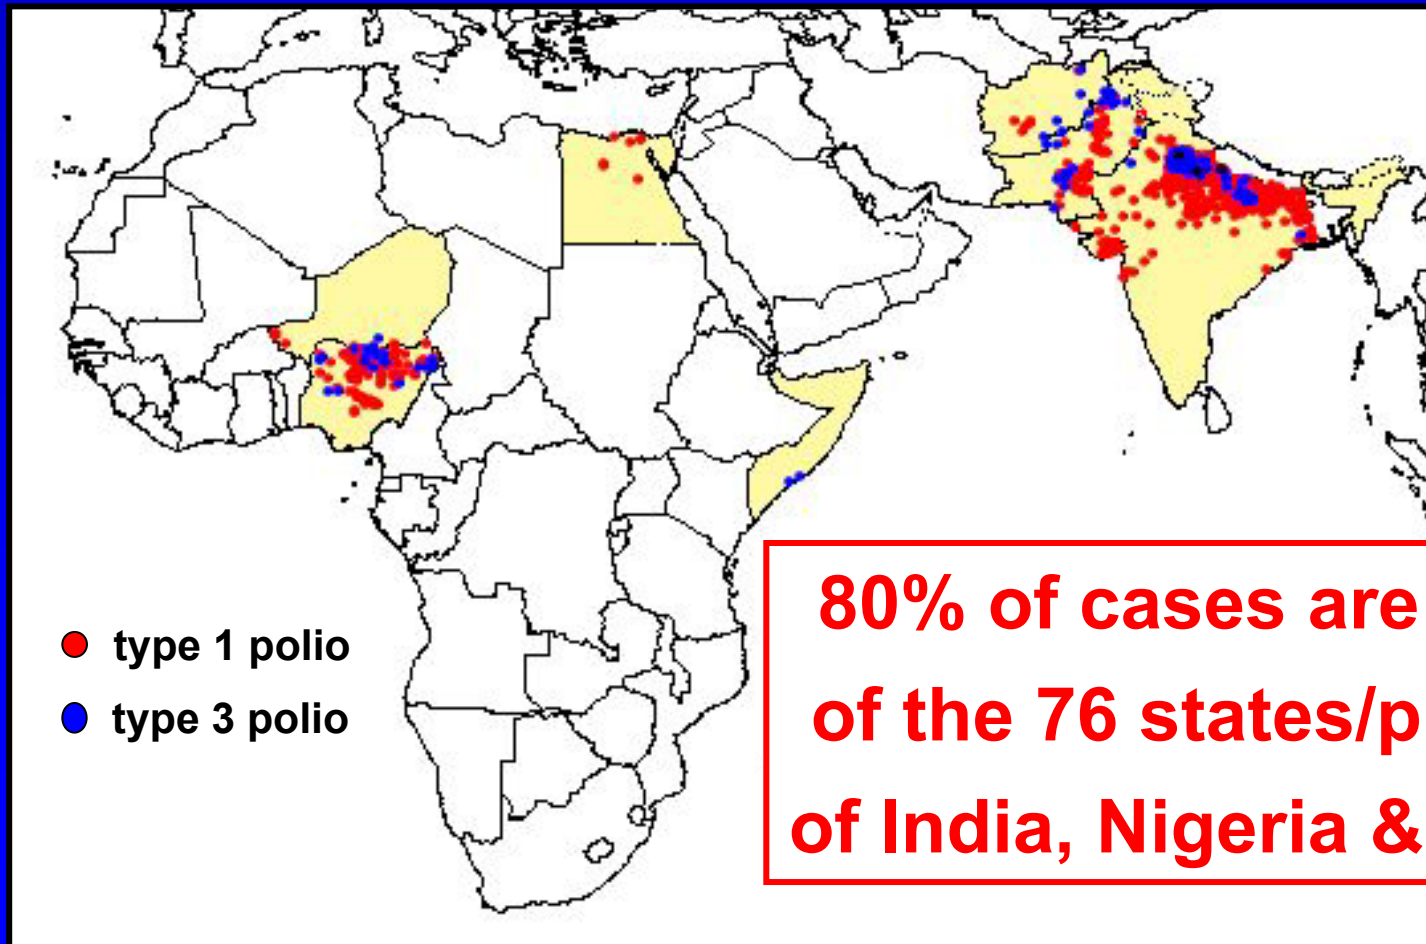 type 1 polio
type 3 polio
80% of cases are
of the 76 states/p
of India, Nigeria &